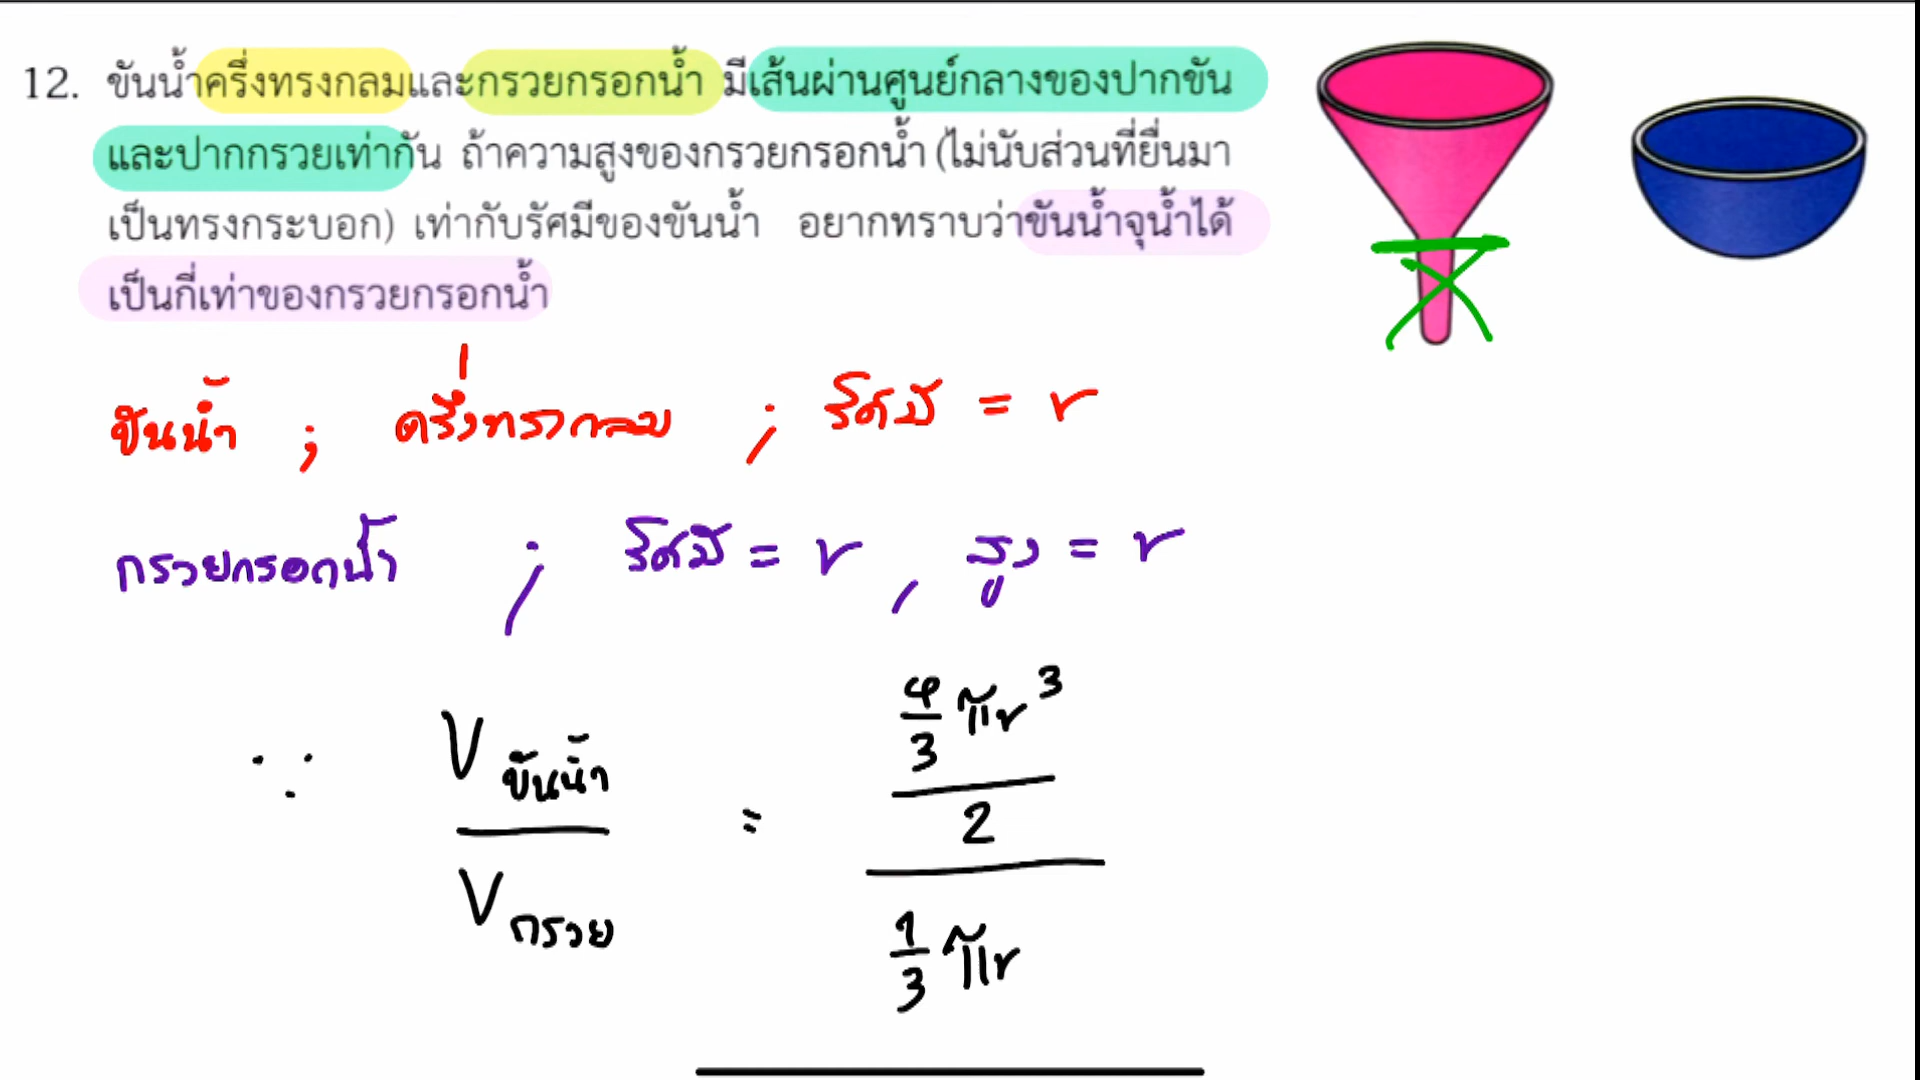 12. ขันน้ำครึ่งทรงกลมและกรวยกรอกน้ำ มีเส้นผ่านศูนย์กลางของปากขัน
และปากกรวยเท่ากัน ถ้าความสูงของกรวยกรอกน้ำ (ไม่นับส่วนที่ยื่นมา
เป็นทรงกระบอก) เท่ากับรัศมีของขันน้ำ อยากทราบว่าขันน้ำจุน้ำได้
เป็นกี่เท่าของกรวยกรอกน้ำ
ขันน้ำ ; ครึ่งทรงกลม ; รัศมี = r
กรวยกรอกน้ำ ; รัศมี = r , สูง = r
∵ V ขันน้ำ / V กรวย = 4/3 πr³ / 2 / 1/3 πr